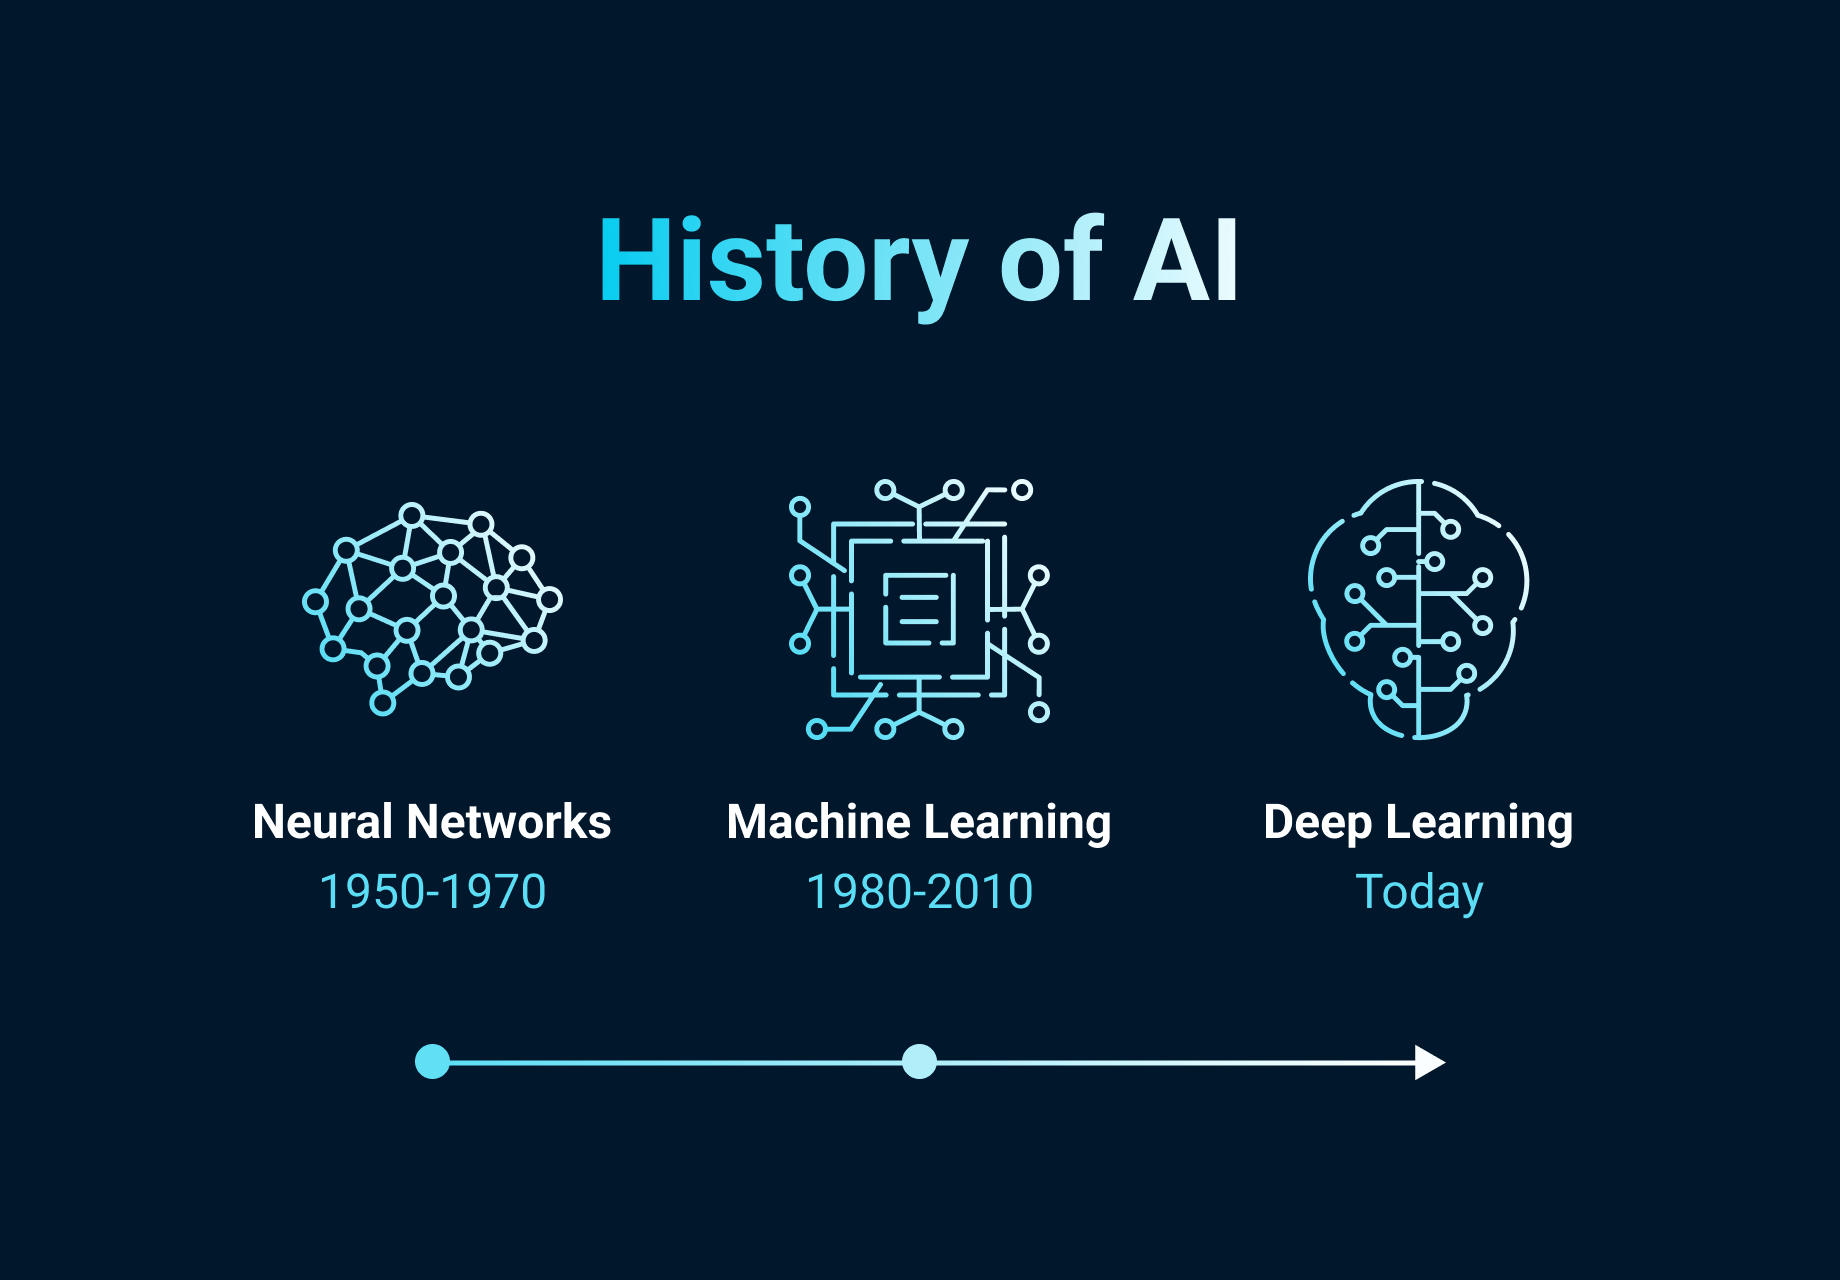 History of AI
Neural Networks
1950-1970
Machine Learning
1980-2010
Deep Learning
Today